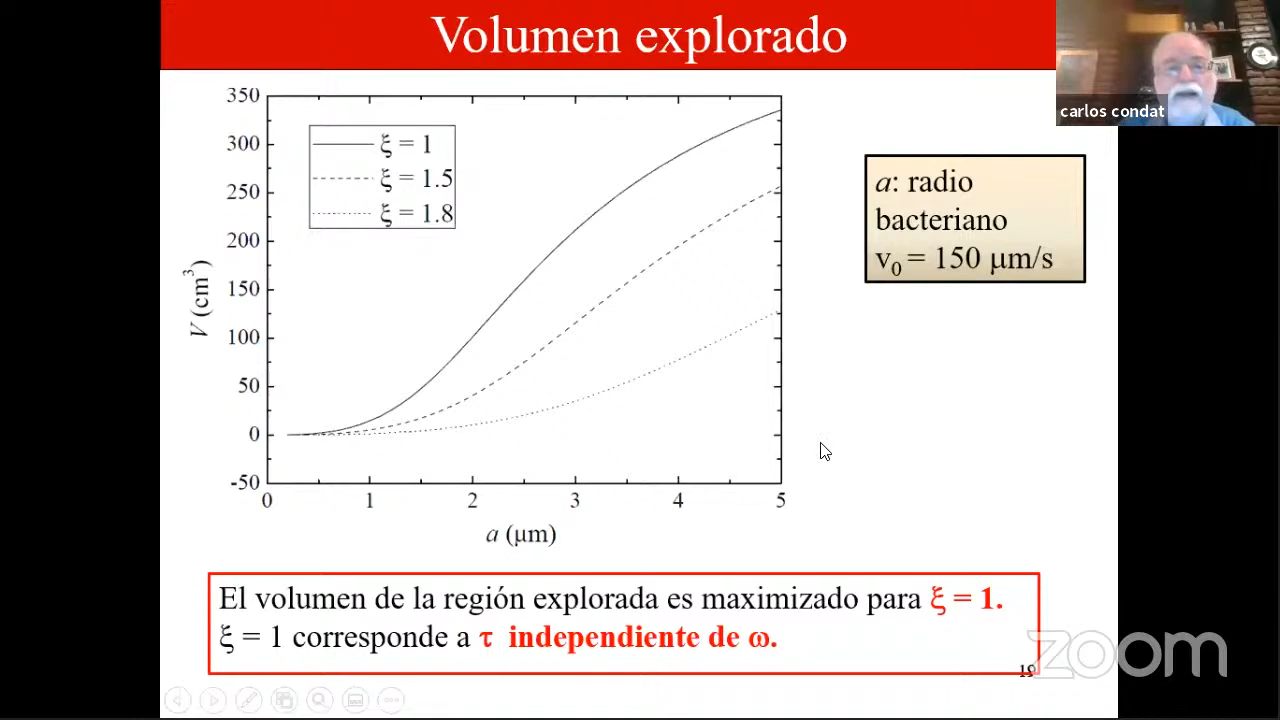 Volumen explorado
carlos condat
350
300
250
200
150
100
50
0
-50
V (cm³)
ξ = 1
ξ = 1.5
ξ = 1.8
0 1 2 3 4 5
a (μm)
a: radio
bacteriano
v₀ = 150 μm/s
El volumen de la región explorada es maximizado para ξ = 1.
ξ = 1 corresponde a τ independiente de ω.
19
zoom